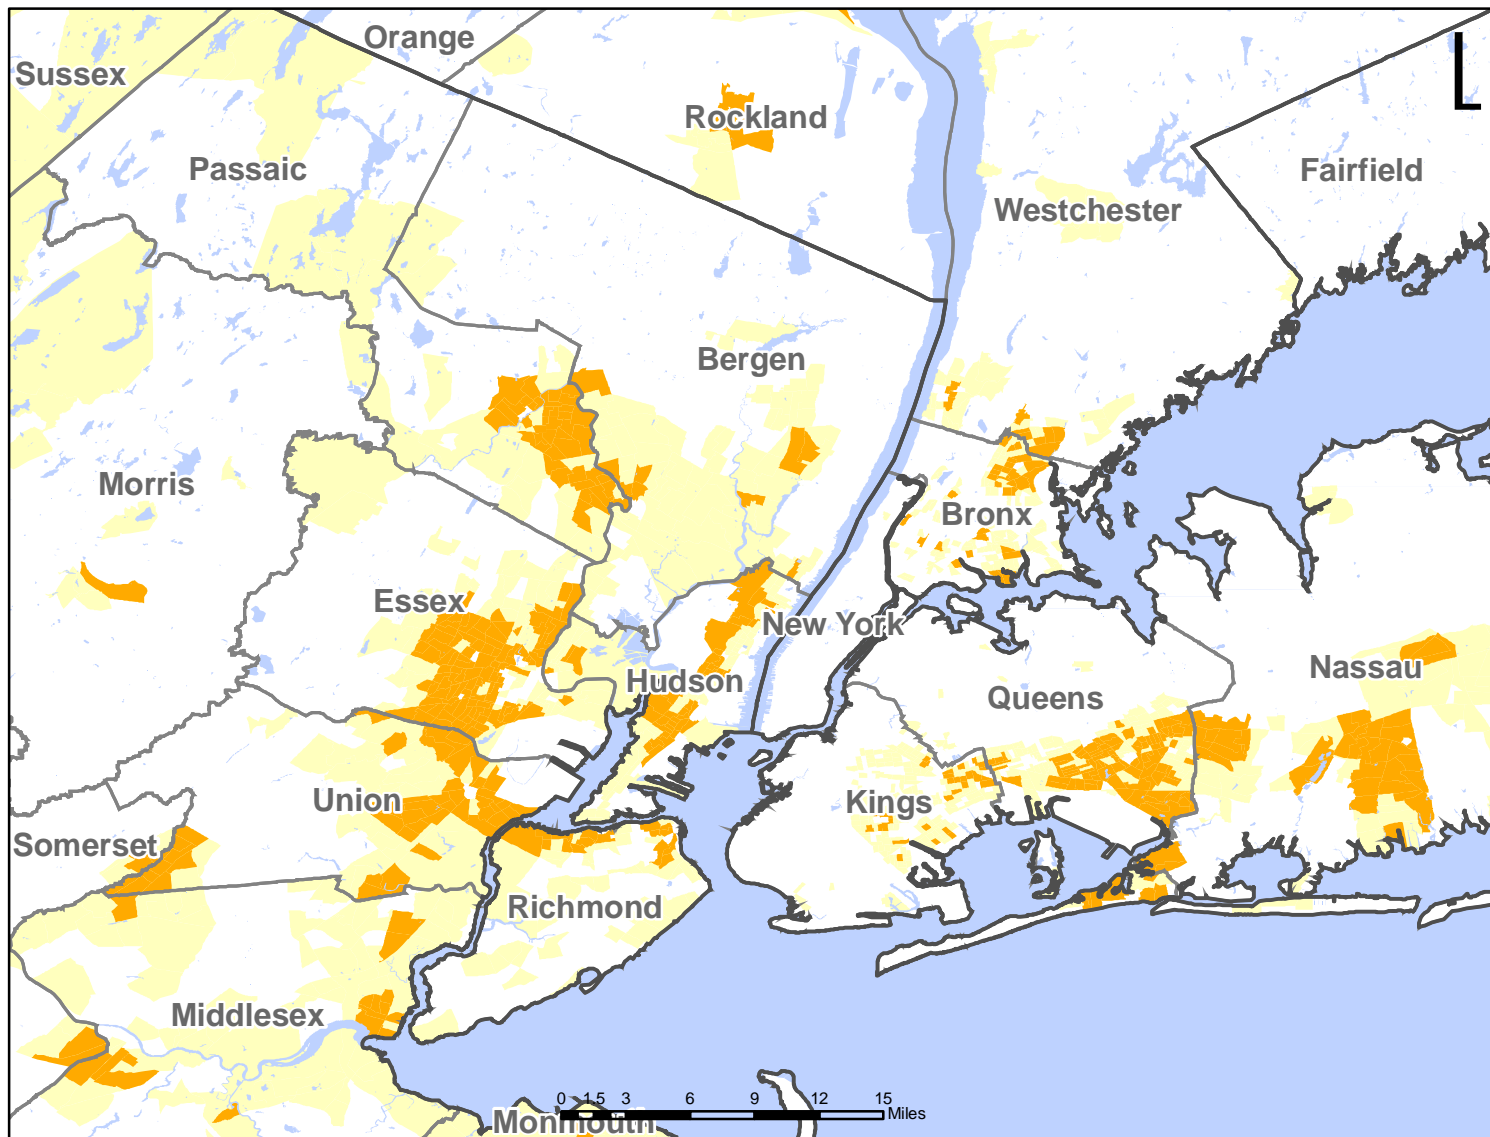 Orange
Sussex
Rockland
Passaic
Fairfield
Westchester
Bergen
Morris
Bronx
Essex
New York
Nassau
Hudson
Queens
Union
Kings
Somerset
Richmond
Middlesex
0 1.5 3 6 9 12 15
Miles
Monmouth